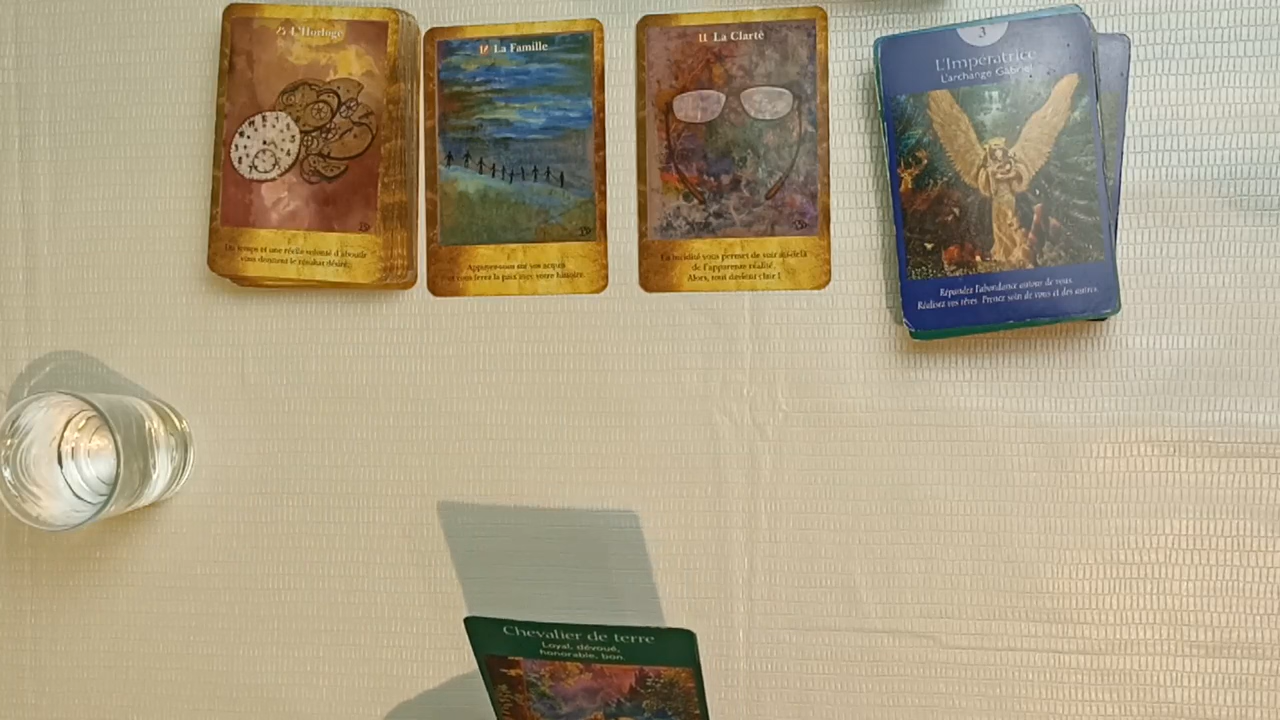 25 L'Horloge
Du temps et une réelle volonté d'aboutir
vous donnent le résultat désiré.
La Famille
Appuyez-vous sur vos acquis
vous ferez la paix avec votre histoire.
11 La Clarté
La lucidité vous permet de voir au-delà
de l'apparente réalité.
Alors, tout devient clair !
3
L'Impératrice
L'archange Gabriel
Répandez l'abondance autour de vous.
Réalisez vos rêves. Prenez soin de vous et des autres.
Chevalier de terre
Loyal, dévoué,
honorable, bon.